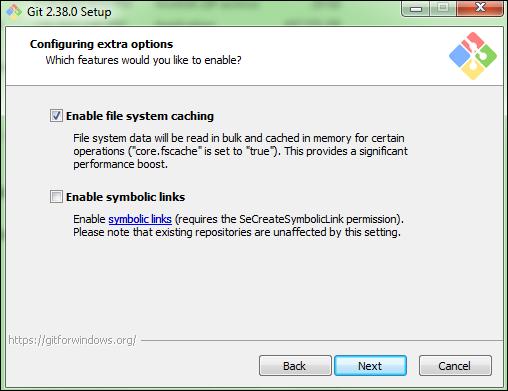 Git 2.38.0 Setup
Configuring extra options
Which features would you like to enable?
Enable file system caching
File system data will be read in bulk and cached in memory for certain
operations ("core.fscache" is set to "true"). This provides a significant
performance boost.
Enable symbolic links
Enable symbolic links (requires the SeCreateSymbolicLink permission).
Please note that existing repositories are unaffected by this setting.
https://gitforwindows.org/
Back Next Cancel